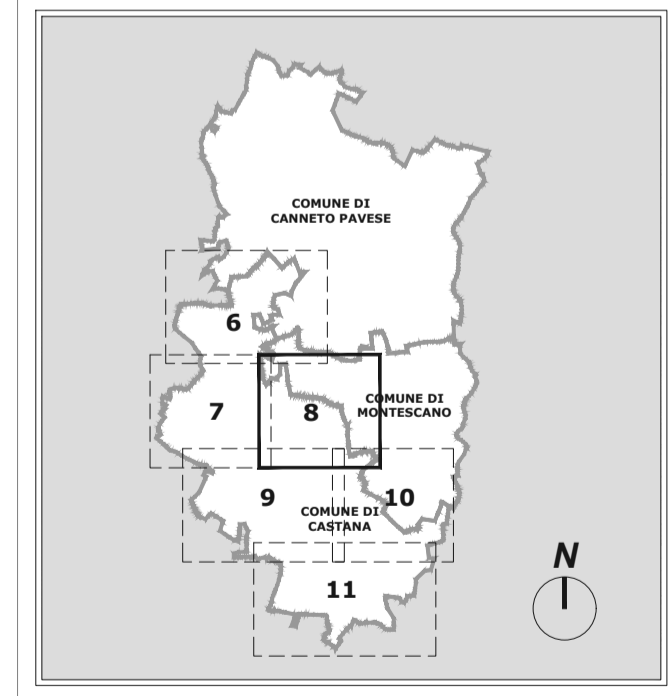 COMUNE DI
CANNETO PAVESE
6
7
8
COMUNE DI
MONTESCANO
9
10
COMUNE DI
CASTANA
11
N